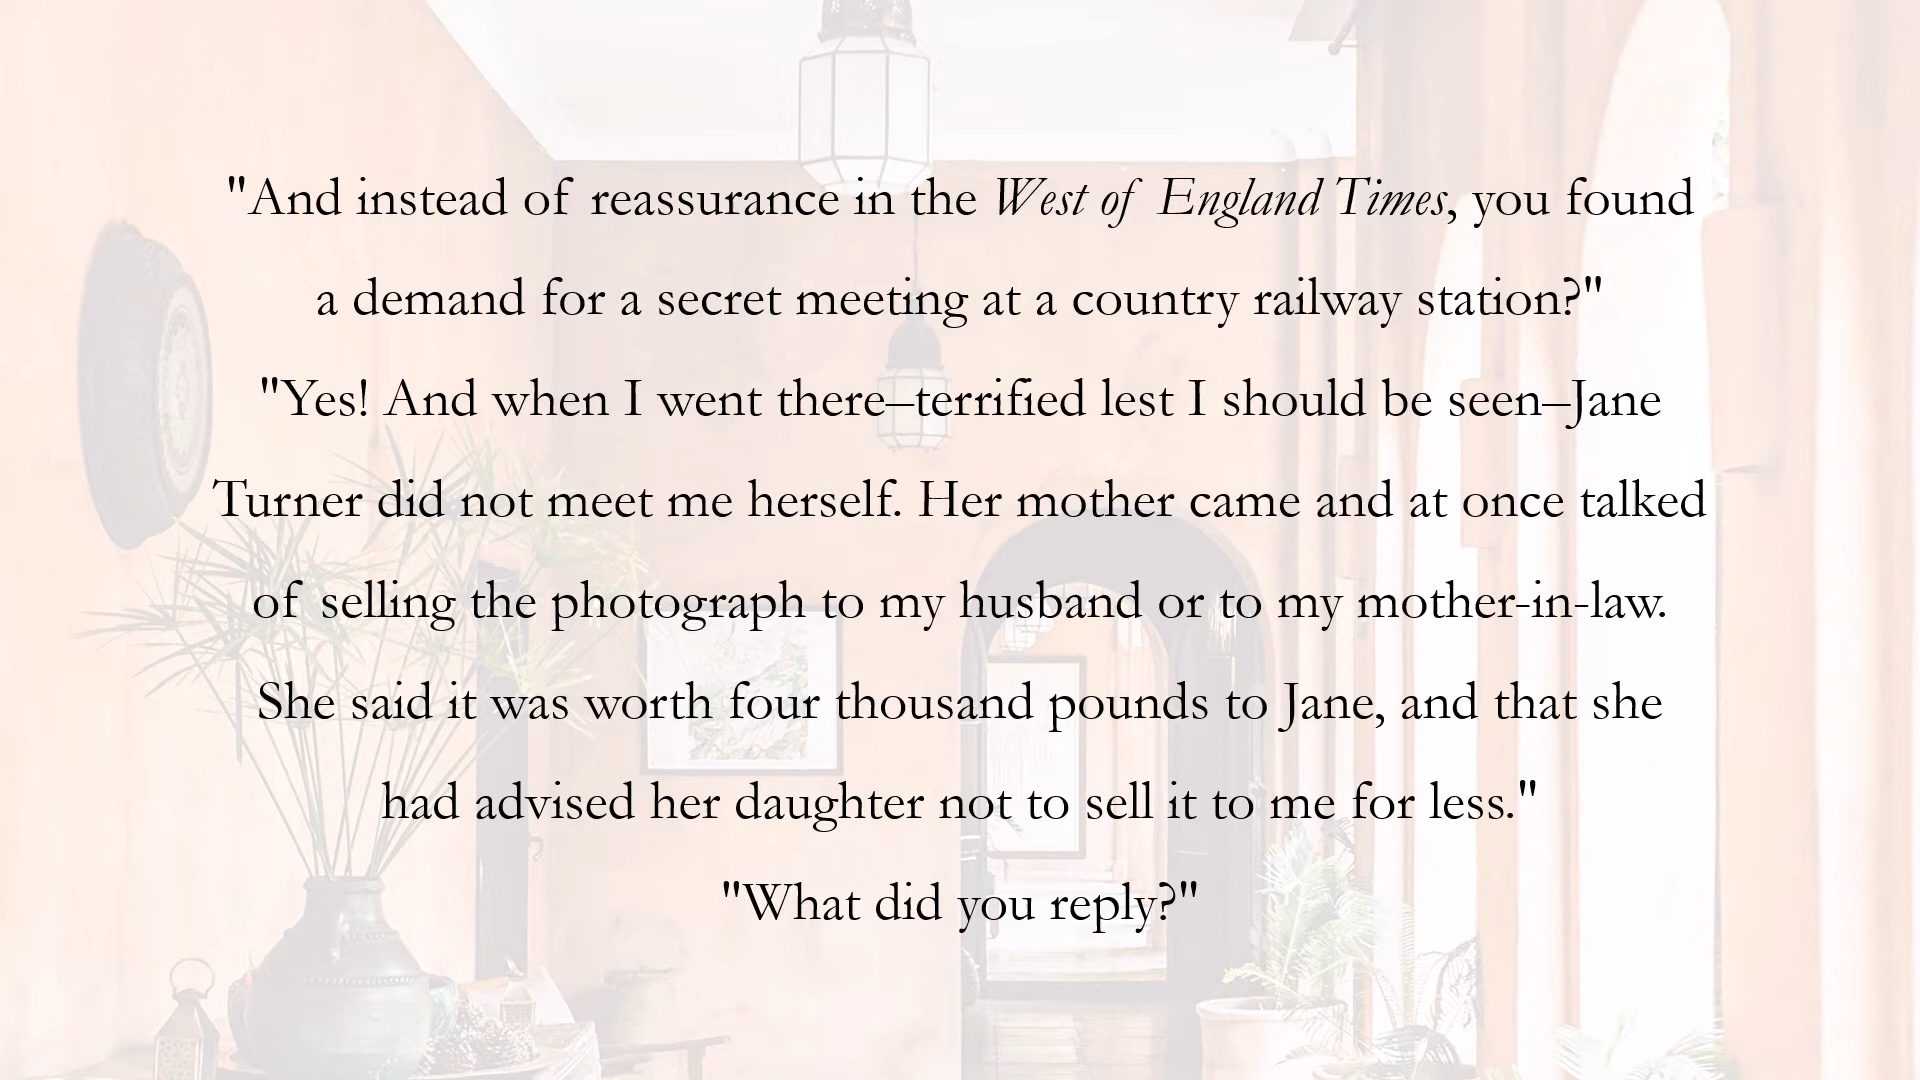 "And instead of reassurance in the West of England Times, you found
a demand for a secret meeting at a country railway station?"
"Yes! And when I went there–terrified lest I should be seen–Jane
Turner did not meet me herself. Her mother came and at once talked
of selling the photograph to my husband or to my mother-in-law.
She said it was worth four thousand pounds to Jane, and that she
had advised her daughter not to sell it to me for less."
"What did you reply?"